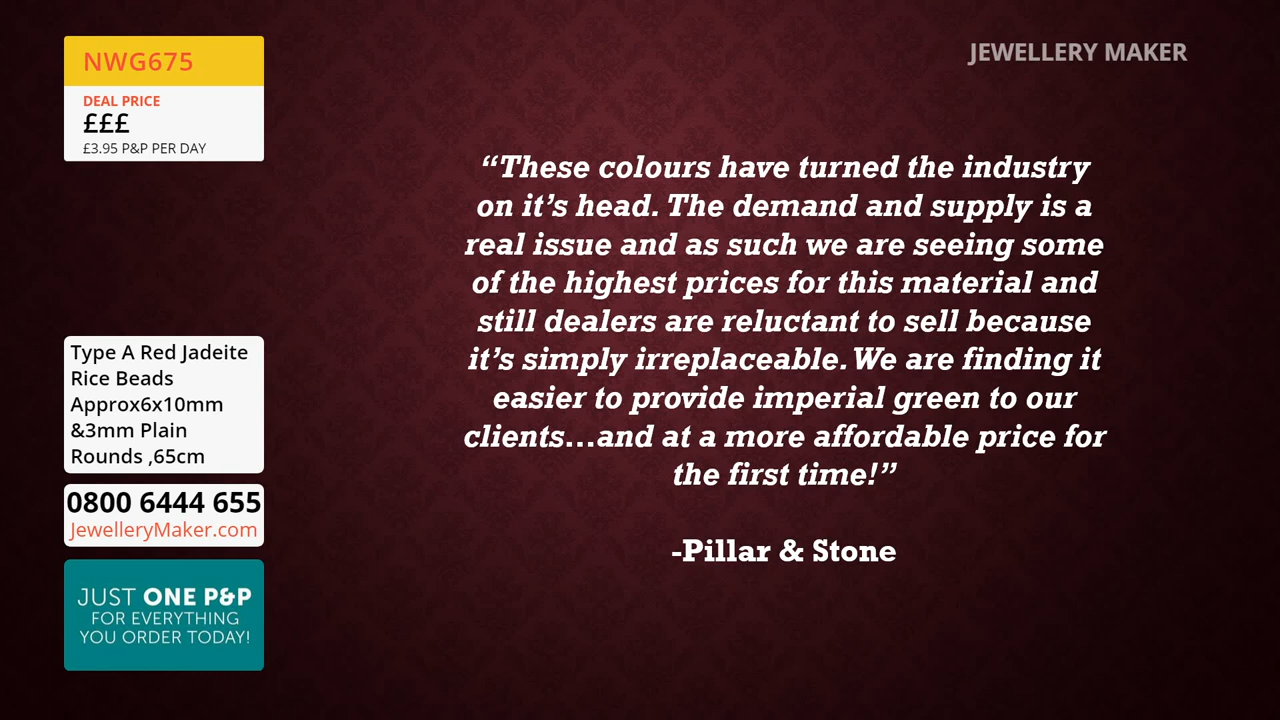 NWG675
DEAL PRICE
£££
£3.95 P&P PER DAY
JEWELLERY MAKER
“These colours have turned the industry
on it’s head. The demand and supply is a
real issue and as such we are seeing some
of the highest prices for this material and
still dealers are reluctant to sell because
it’s simply irreplaceable. We are finding it
easier to provide imperial green to our
clients...and at a more affordable price for
the first time!”
-Pillar & Stone
Type A Red Jadeite
Rice Beads
Approx6x10mm
&3mm Plain
Rounds ,65cm
0800 6444 655
JewelleryMaker.com
JUST ONE P&P
FOR EVERYTHING
YOU ORDER TODAY!